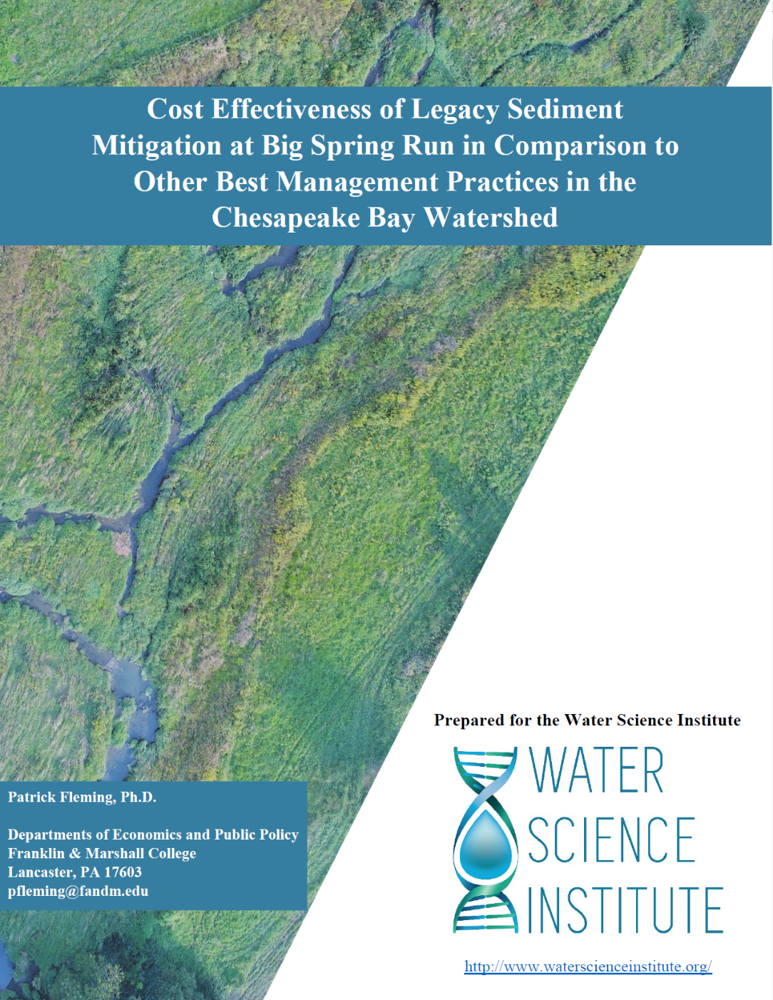 Cost Effectiveness of Legacy Sediment
Mitigation at Big Spring Run in Comparison to
Other Best Management Practices in the
Chesapeake Bay Watershed
Prepared for the Water Science Institute
WATER
SCIENCE
INSTITUTE
http://www.waterscienceinstitute.org/
Patrick Fleming, Ph.D.
Departments of Economics and Public Policy
Franklin & Marshall College
Lancaster, PA 17603
pfleming@fandm.edu